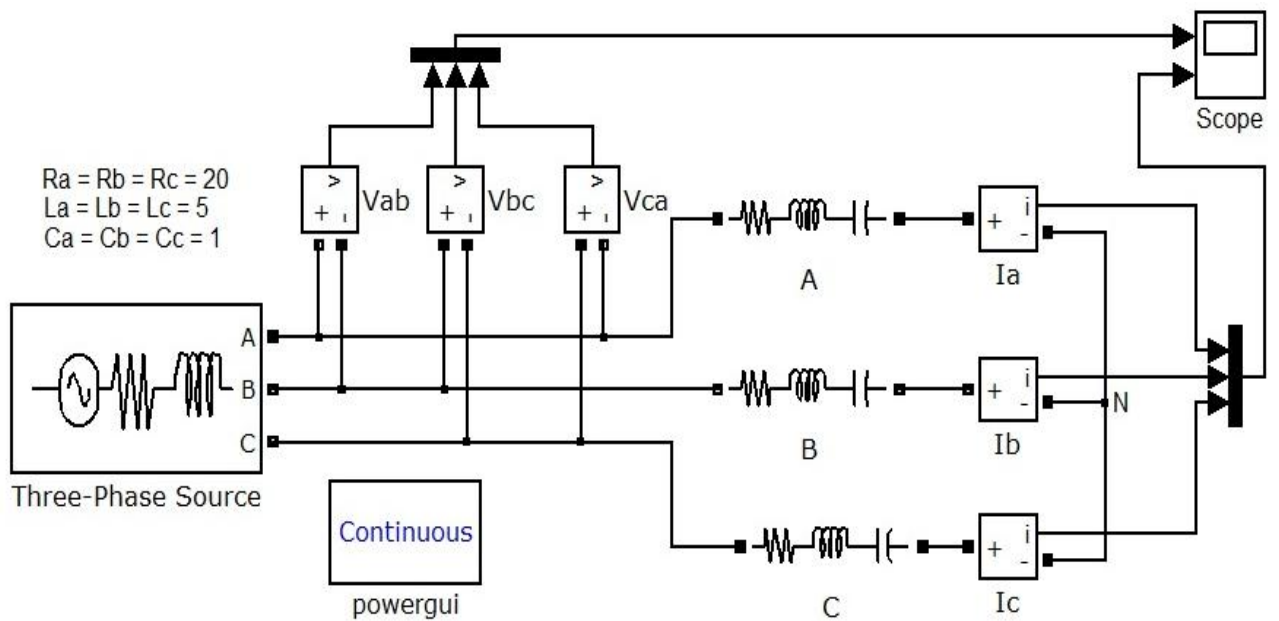 Scope
Ra = Rb = Rc = 20
La = Lb = Lc = 5
Ca = Cb = Cc = 1
v + - Vab
v + - Vbc
v + - Vca
A
B
C
Three-Phase Source
Continuous
powergui
A
B
C
+ i -
Ia
+ i -
Ib
+ i -
Ic
N